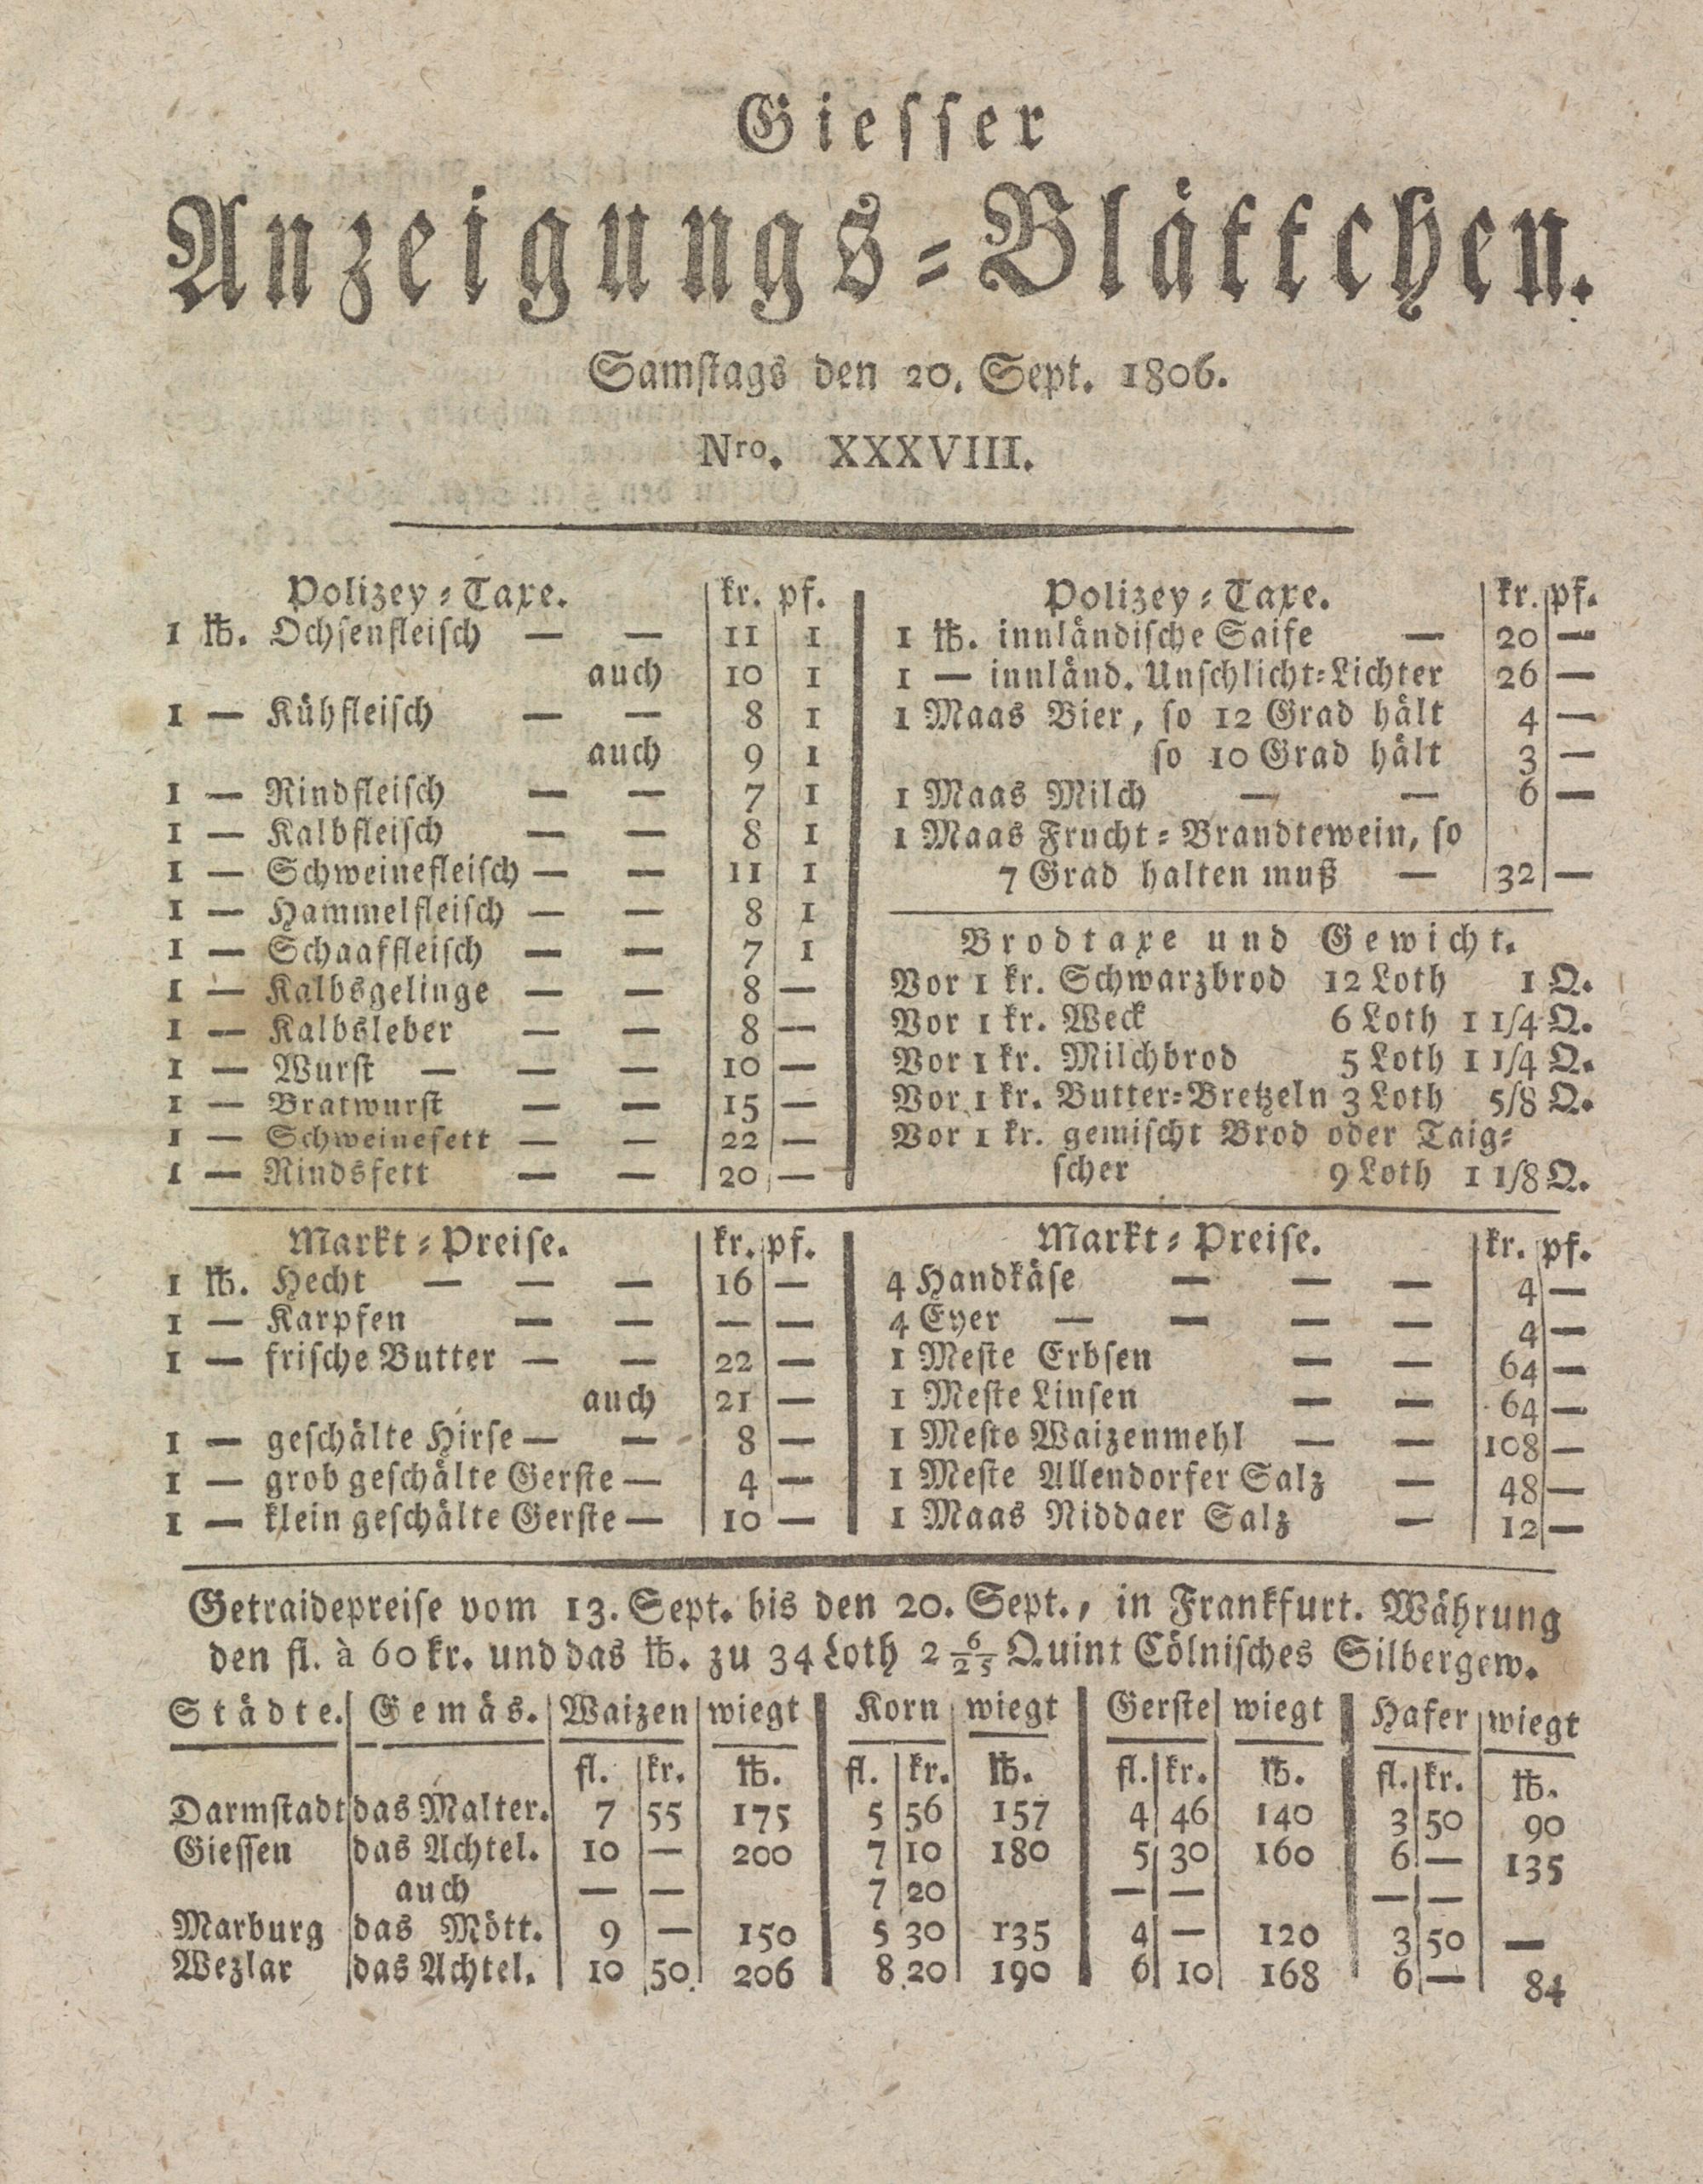 Giesser
Anzeigungs-Blättchen.
Samstags den 20. Sept. 1806.
Nro. XXXVIII.
Polizey-Taxe. kr. pf.
1 ℔. Ochsenfleisch — — 11 1
auch 10 1
1 — Kühfleisch — — 8 1
auch 9 1
1 — Rindfleisch — — 7 1
1 — Kalbfleisch — — 8 1
1 — Schweinefleisch — — 11 1
1 — Hammelfleisch — — 8 1
1 — Schaaffleisch — — 7 1
1 — Kalbsgelinge — — 8 —
1 — Kalbsleber — — 8 —
1 — Wurst — — — 10 —
1 — Bratwurst — — 15 —
1 — Schweinefett — — 22 —
1 — Rindsfett — — 20 —
Polizey-Taxe. kr. pf.
1 ℔. innländische Saife — 20 —
1 — innländ. Unschlicht-Lichter 26 —
1 Maas Bier, so 12 Grad hält 4 —
so 10 Grad hält 3 —
1 Maas Milch — — 6 —
1 Maas Frucht-Brandtewein, so
7 Grad halten muß — 32 —
Brodtaxe und Gewicht.
Vor 1 kr. Schwarzbrod 12 Loth 1 Q.
Vor 1 kr. Weck 6 Loth 1 1/4 Q.
Vor 1 kr. Milchbrod 5 Loth 1 1/4 Q.
Vor 1 kr. Butter-Bretzeln 3 Loth 5/8 Q.
Vor 1 kr. gemischt Brod oder Taig-
scher 9 Loth 1 1/8 Q.
Markt-Preise. kr. pf.
1 ℔. Hecht — — — 16 —
1 — Karpfen — — — —
1 — frische Butter — — 22 —
auch 21 —
1 — geschälte Hirse — — 8 —
1 — grob geschälte Gerste — 4 —
1 — klein geschälte Gerste — 10 —
Markt-Preise. kr. pf.
4 Handkäse — — — 4 —
4 Eyer — — — — 4 —
1 Meste Erbsen — — 64 —
1 Meste Linsen — — 64 —
1 Meste Waizenmehl — — 108 —
1 Meste Allendorfer Salz — 48 —
1 Maas Niddaer Salz — 12 —
Getraidepreise vom 13. Sept. bis den 20. Sept., in Frankfurt. Währung
den fl. à 60 kr. und das ℔. zu 34 Loth 2 6/25 Quint Cölnisches Silbergew.
Städte. Gemäs. Waizen wiegt Korn wiegt Gerste wiegt Hafer wiegt
fl. kr. ℔. fl. kr. ℔. fl. kr. ℔. fl. kr. ℔.
Darmstadt das Malter. 7 55 175 5 56 157 4 46 140 3 50 90
Giessen das Achtel. 10 — 200 7 10 180 5 30 160 6 — 135
auch — — 7 20 — — — —
Marburg das Mött. 9 — 150 5 30 135 4 — 120 3 50 —
Wezlar das Achtel. 10 50 206 8 20 190 6 10 168 6 — 84